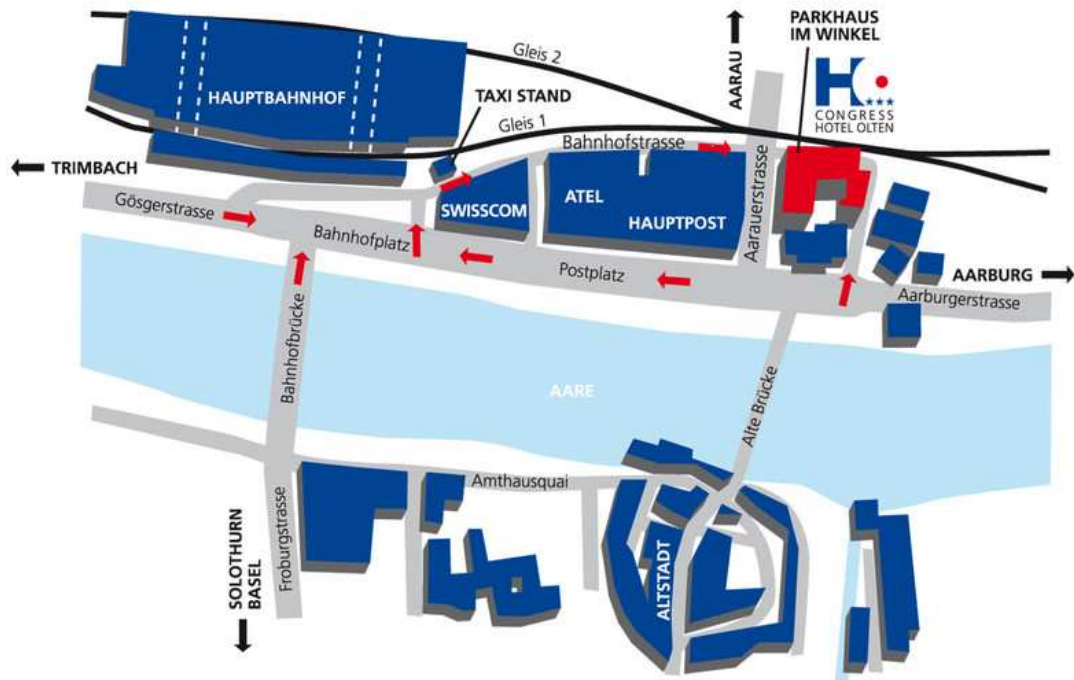 PARKHAUS
IM WINKEL
AARAU
Gleis 2
HAUPTBAHNHOF
TAXI STAND
Gleis 1
H
CONGRESS
HOTEL OLTEN
Bahnhofstrasse
TRIMBACH
Gösgerstrasse
SWISSCOM
ATEL
HAUPTPOST
Aarauerstrasse
Bahnhofplatz
Postplatz
AARBURG
Aarburgerstrasse
Bahnhofbrücke
AARE
Alte Brücke
Amthausquai
Froburgstrasse
SOLOTHURN
BASEL
ALTSTADT